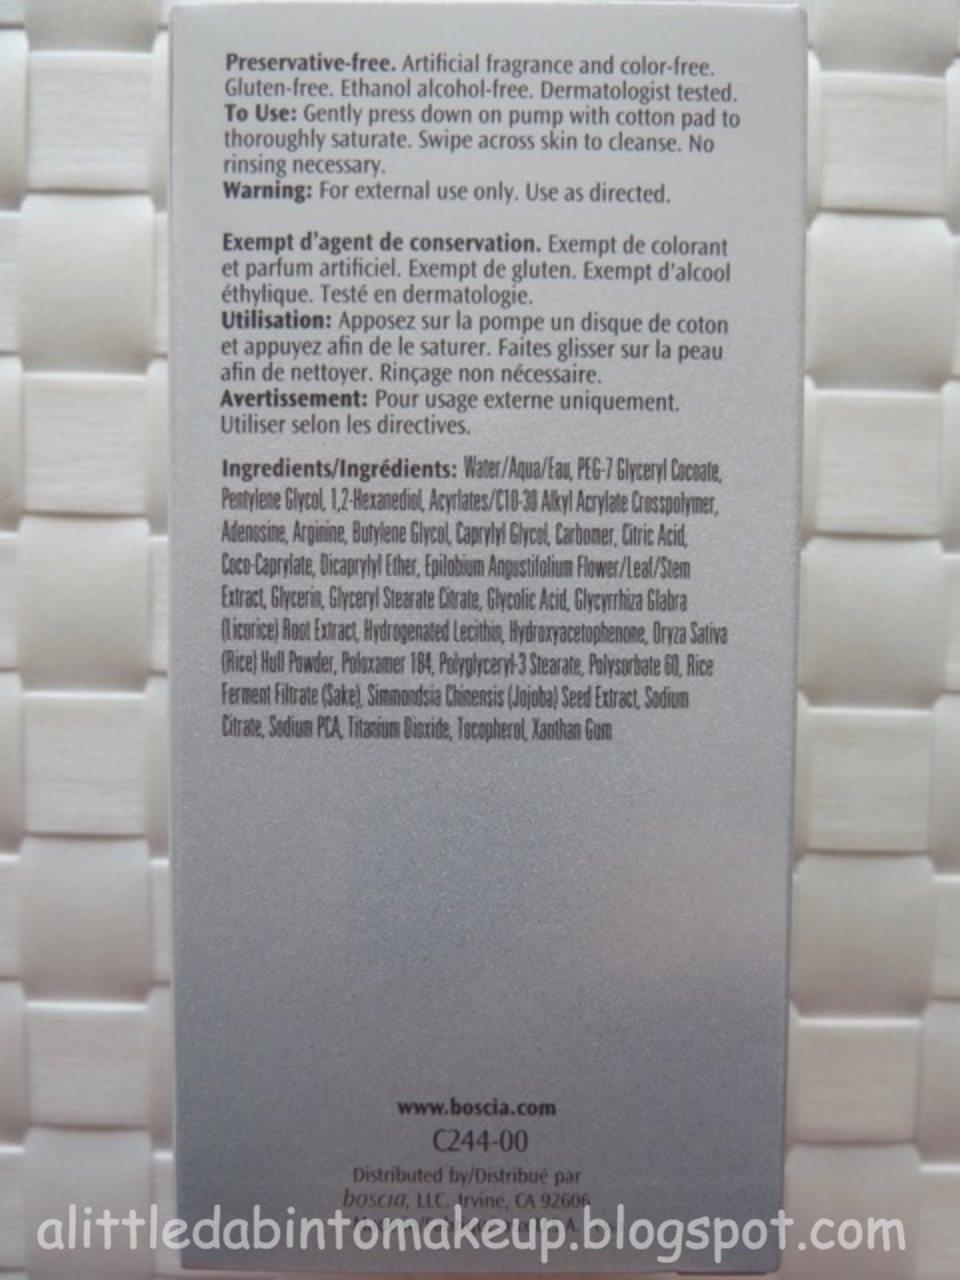 Preservative-free. Artificial fragrance and color-free.
Gluten-free. Ethanol alcohol-free. Dermatologist tested.
To Use: Gently press down on pump with cotton pad to
thoroughly saturate. Swipe across skin to cleanse. No
rinsing necessary.
Warning: For external use only. Use as directed.
Exempt d'agent de conservation. Exempt de colorant
et parfum artificiel. Exempt de gluten. Exempt d'alcool
éthylique. Testé en dermatologie.
Utilisation: Apposez sur la pompe un disque de coton
et appuyez afin de le saturer. Faites glisser sur la peau
afin de nettoyer. Rinçage non nécessaire.
Avertissement: Pour usage externe uniquement.
Utiliser selon les directives.
Ingredients/Ingrédients: Water/Aqua/Eau, PEG-7 Glyceryl Cocoate,
Pentylene Glycol, 1,2-Hexanediol, Acyrlates/C10-30 Alkyl Acrylate Crosspolymer,
Adenosine, Arginine, Butylene Glycol, Caprylyl Glycol, Carbomer, Citric Acid,
Coco-Caprylate, Dicaprylyl Ether, Epilobium Angustifolium Flower/Leaf/Stem
Extract, Glycerin, Glyceryl Stearate Citrate, Glycolic Acid, Glycyrrhiza Glabra
(Licorice) Root Extract, Hydrogenated Lecithin, Hydroxyacetophenone, Oryza Sativa
(Rice) Hull Powder, Poloxamer 184, Polyglyceryl-3 Stearate, Polysorbate 60, Rice
Ferment Filtrate (Sake), Simmondsia Chinensis (Jojoba) Seed Extract, Sodium
Citrate, Sodium PCA, Titanium Dioxide, Tocopherol, Xanthan Gum
www.boscia.com
C244-00
Distributed by/Distribué par
boscia, LLC. Irvine, CA 92606
alittledabintomakeup.blogspot.com